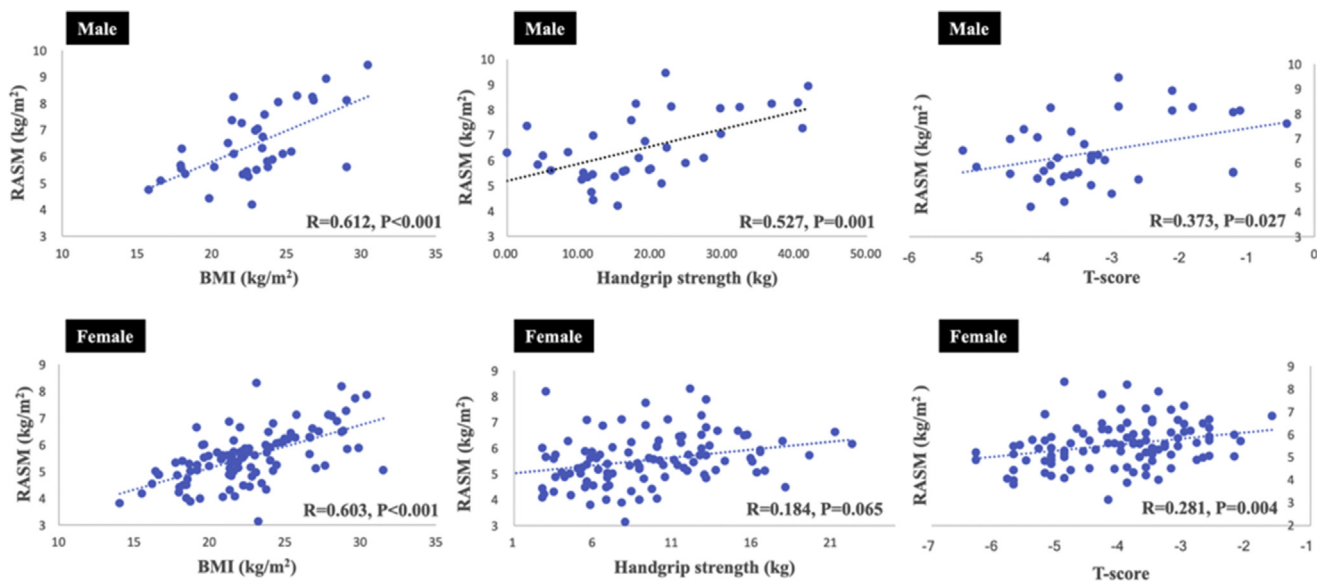 Male
RASM (kg/m²)
10
9
8
7
6
5
4
3
R=0.612, P<0.001
10 15 20 25 30 35
BMI (kg/m²)
Male
RASM (kg/m²)
10
9
8
7
6
5
4
3
R=0.527, P=0.001
0.00 10.00 20.00 30.00 40.00 50.00
Handgrip strength (kg)
Male
RASM (kg/m²)
10
9
8
7
6
5
4
3
R=0.373, P=0.027
-6 -5 -4 -3 -2 -1 0
T-score
Female
RASM (kg/m²)
9
8
7
6
5
4
3
R=0.603, P<0.001
10 15 20 25 30 35
BMI (kg/m²)
Female
RASM (kg/m²)
9
8
7
6
5
4
3
R=0.184, P=0.065
1 6 11 16 21
Handgrip strength (kg)
Female
RASM (kg/m²)
9
8
7
6
5
4
3
2
R=0.281, P=0.004
-7 -6 -5 -4 -3 -2 -1
T-score